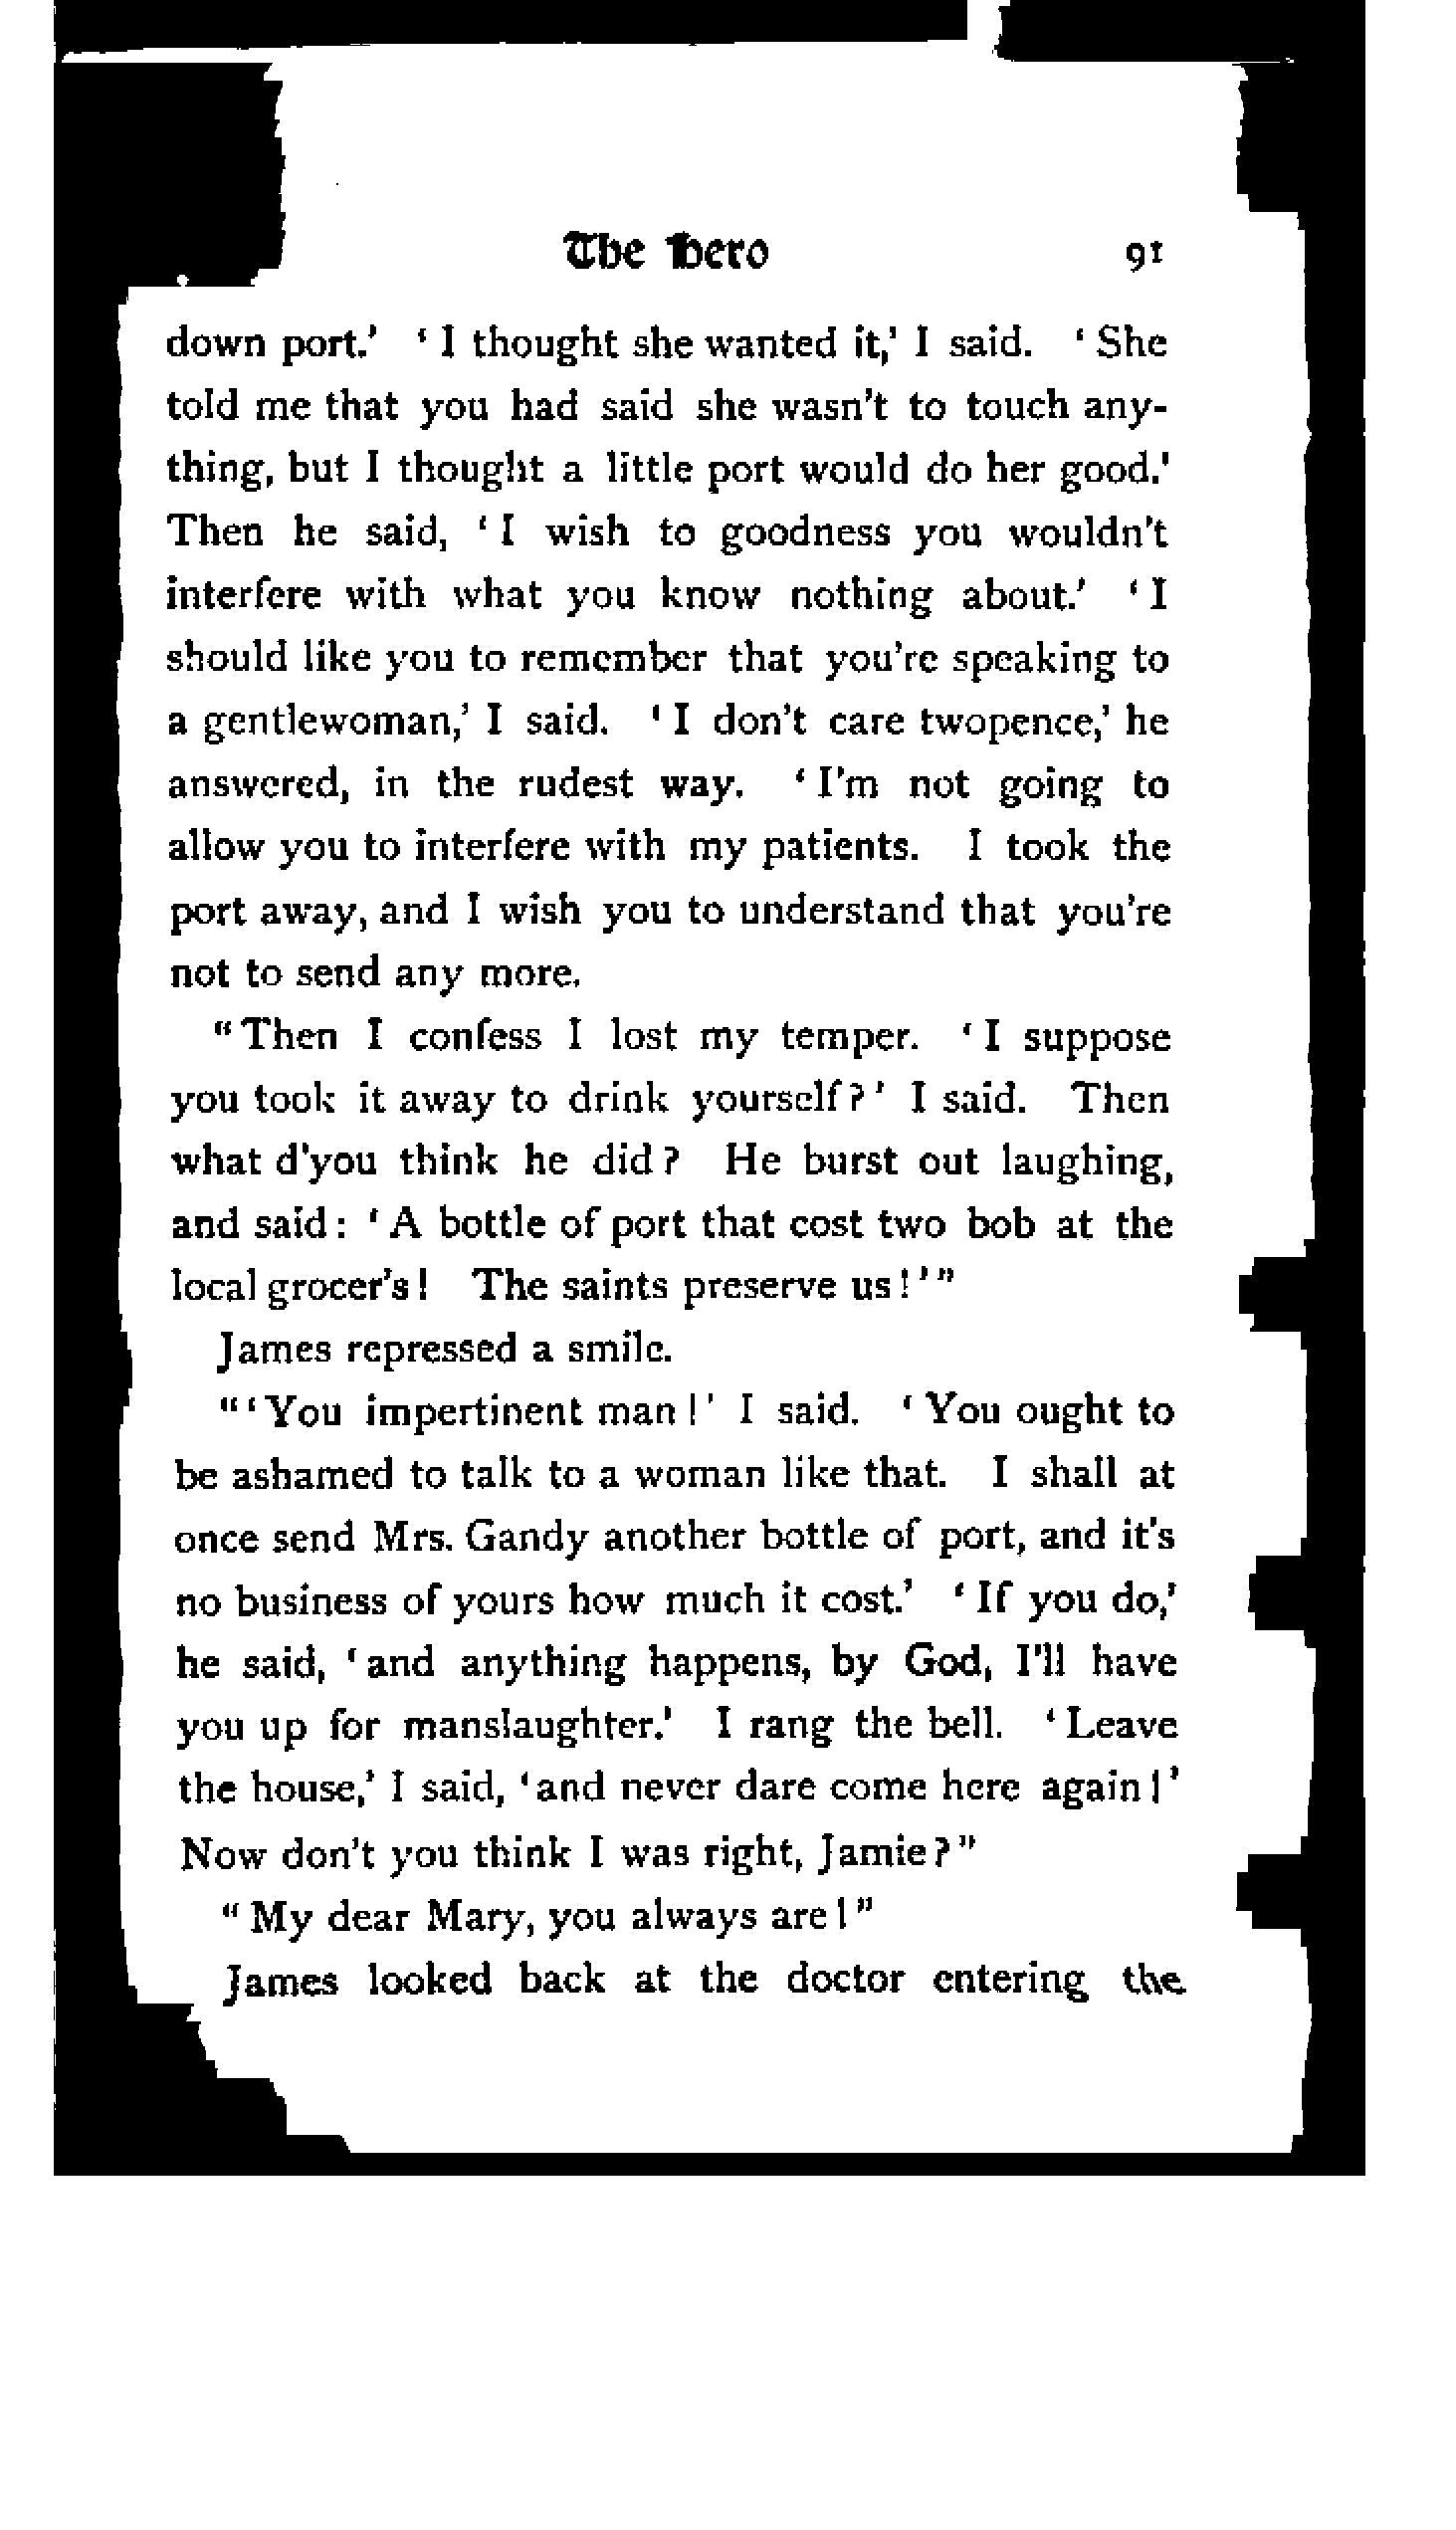 The Hero 91
down port.' 'I thought she wanted it,' I said. 'She
told me that you had said she wasn't to touch any-
thing, but I thought a little port would do her good.'
Then he said, 'I wish to goodness you wouldn't
interfere with what you know nothing about.' 'I
should like you to remember that you're speaking to
a gentlewoman,' I said. 'I don't care twopence,' he
answered, in the rudest way. 'I'm not going to
allow you to interfere with my patients. I took the
port away, and I wish you to understand that you're
not to send any more.
"Then I confess I lost my temper. 'I suppose
you took it away to drink yourself?' I said. Then
what d'you think he did? He burst out laughing,
and said: 'A bottle of port that cost two bob at the
local grocer's! The saints preserve us!'"
James repressed a smile.
"'You impertinent man!' I said. 'You ought to
be ashamed to talk to a woman like that. I shall at
once send Mrs. Gandy another bottle of port, and it's
no business of yours how much it cost.' 'If you do,'
he said, 'and anything happens, by God, I'll have
you up for manslaughter.' I rang the bell. 'Leave
the house,' I said, 'and never dare come here again!'
Now don't you think I was right, Jamie?"
"My dear Mary, you always are!"
James looked back at the doctor entering the